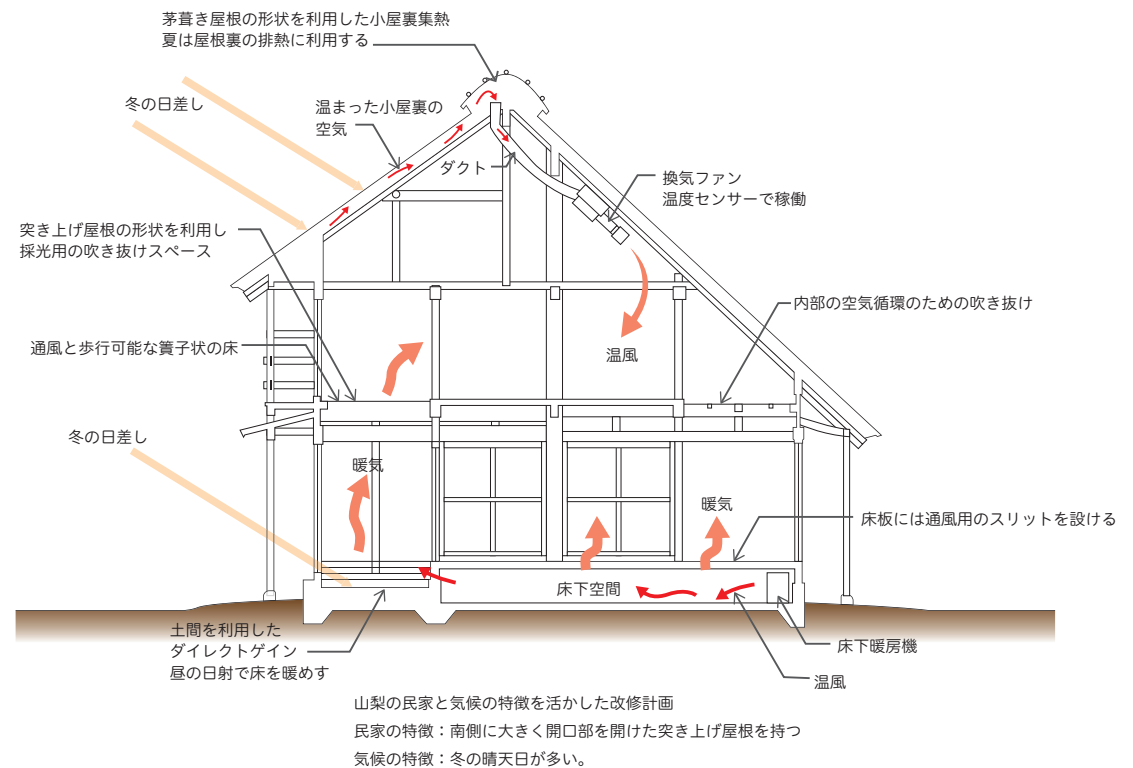 茅葺き屋根の形状を利用した小屋裏集熱
夏は屋根裏の排熱に利用する
冬の日差し
温まった小屋裏の
空気
ダクト
換気ファン
温度センサーで稼働
突き上げ屋根の形状を利用し
採光用の吹き抜けスペース
内部の空気循環のための吹き抜け
温風
通風と歩行可能な簀子状の床
冬の日差し
暖気
暖気
床板には通風用のスリットを設ける
床下空間
土間を利用した
ダイレクトゲイン
昼の日射で床を暖めす
床下暖房機
温風
山梨の民家と気候の特徴を活かした改修計画
民家の特徴：南側に大きく開口部を開けた突き上げ屋根を持つ
気候の特徴：冬の晴天日が多い。